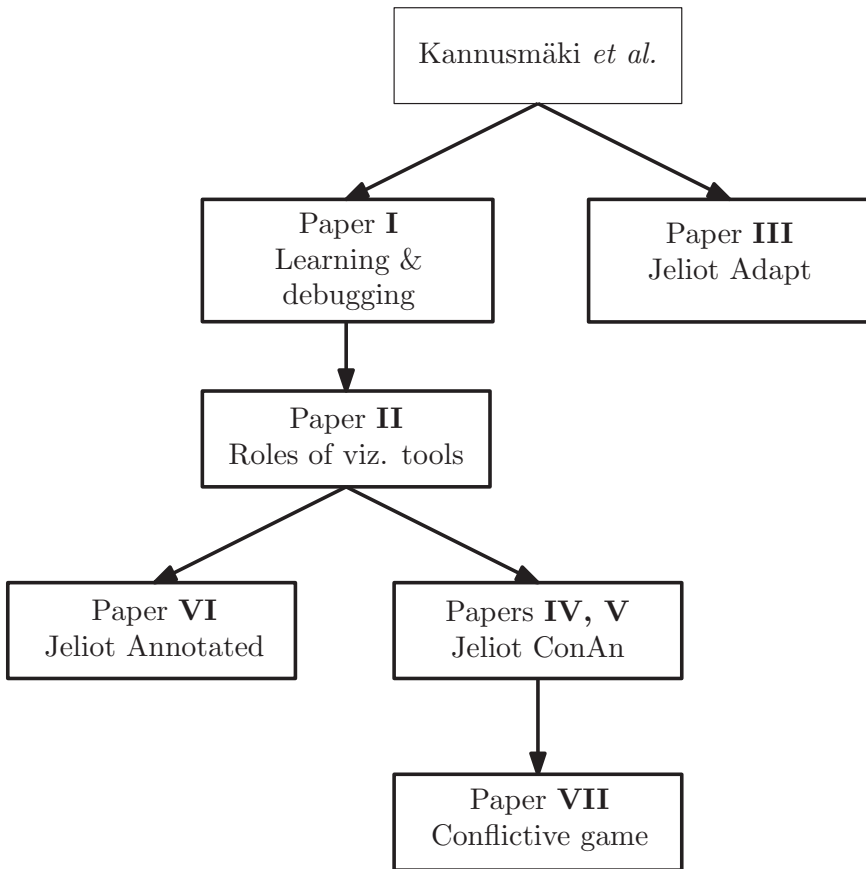 Kannusmäki et al.
Paper I
Learning &
debugging
Paper III
Jeliot Adapt
Paper II
Roles of viz. tools
Paper VI
Jeliot Annotated
Papers IV, V
Jeliot ConAn
Paper VII
Conflictive game